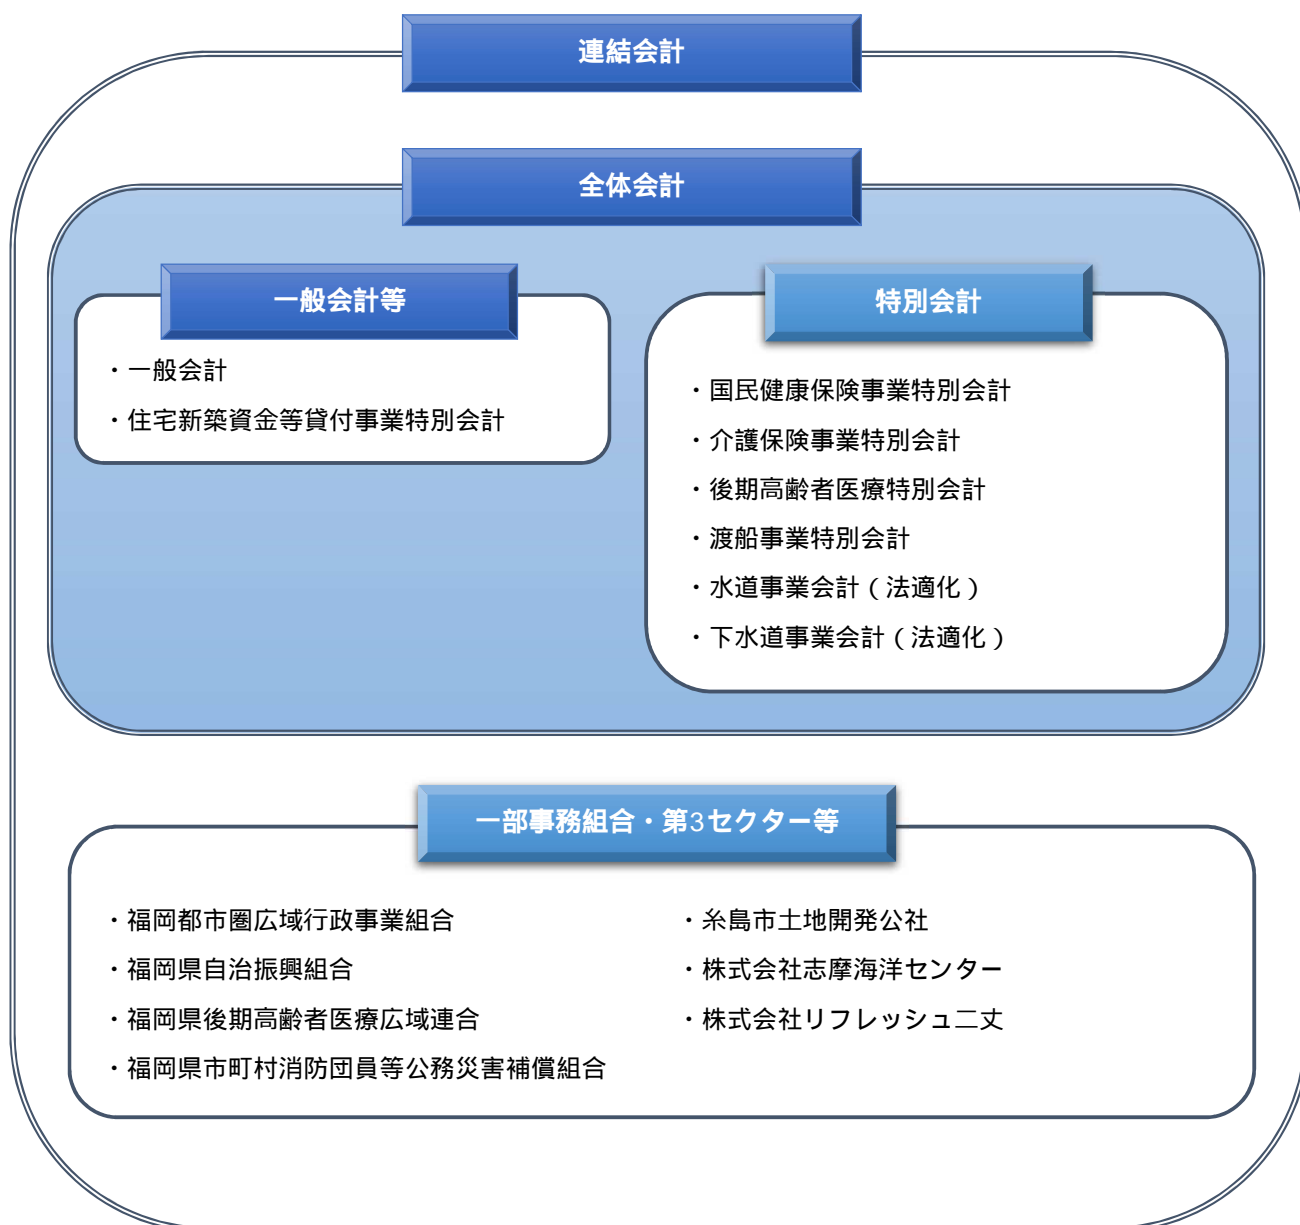 連結会計
全体会計
一般会計等
・一般会計
・住宅新築資金等貸付事業特別会計
特別会計
・国民健康保険事業特別会計
・介護保険事業特別会計
・後期高齢者医療特別会計
・渡船事業特別会計
・水道事業会計（法適化）
・下水道事業会計（法適化）
一部事務組合・第3セクター等
・福岡都市圏広域行政事業組合
・福岡県自治振興組合
・福岡県後期高齢者医療広域連合
・福岡県市町村消防団員等公務災害補償組合
・糸島市土地開発公社
・株式会社志摩海洋センター
・株式会社リフレッシュ二丈